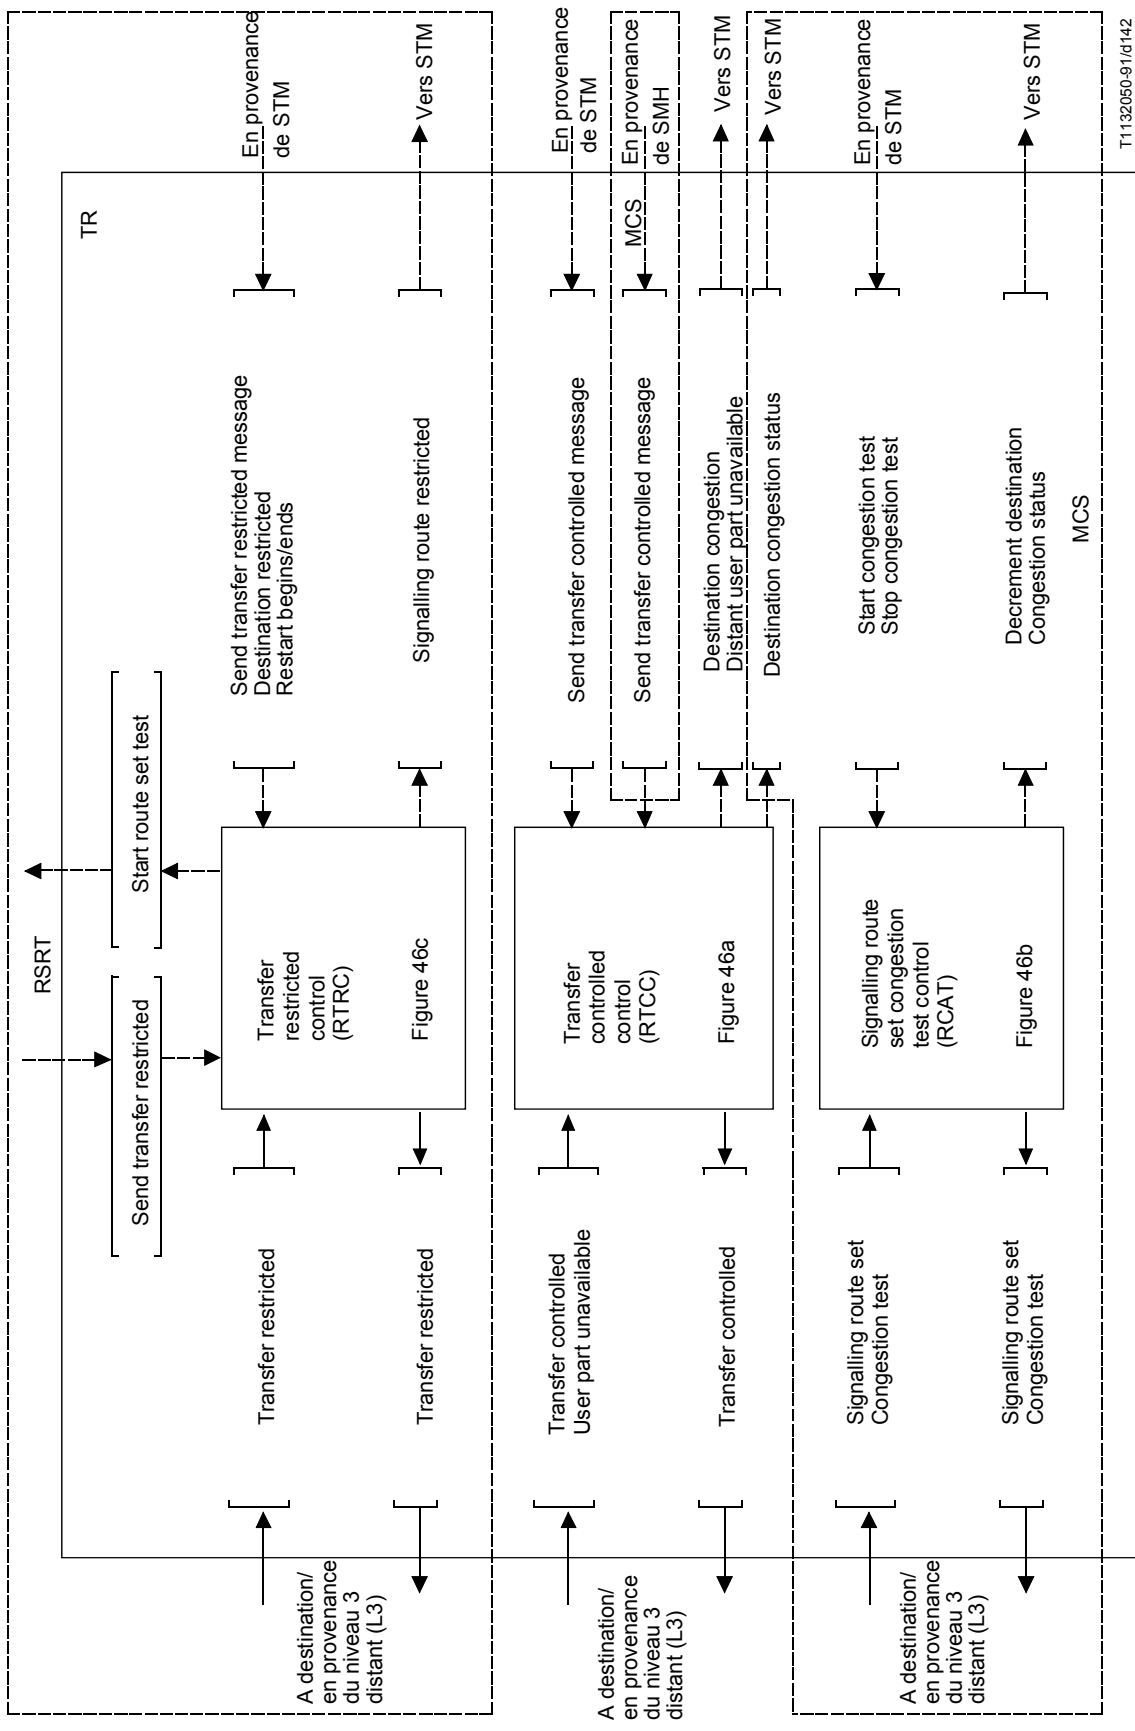 RSRT
TR
Send transfer restricted
Start route set test
A destination/
en provenance
du niveau 3
distant (L3)
Transfer restricted
Transfer restricted
Transfer
restricted
control
(RTRC)
Figure 46c
Send transfer restricted message
Destination restricted
Restart begins/ends
Signalling route restricted
En provenance
de STM
Vers STM
A destination/
en provenance
du niveau 3
distant (L3)
Transfer controlled
User part unavailable
Transfer controlled
Transfer
controlled
control
(RTCC)
Figure 46a
Send transfer controlled message
Send transfer controlled message
Destination congestion
Distant user part unavailable
Destination congestion status
En provenance
de STM
MCS
En provenance
de SMH
Vers STM
Vers STM
A destination/
en provenance
du niveau 3
distant (L3)
Signalling route set
Congestion test
Signalling route set
Congestion test
Signalling route
set congestion
test control
(RCAT)
Figure 46b
Start congestion test
Stop congestion test
Decrement destination
Congestion status
En provenance
de STM
Vers STM
MCS
T1132050-91/d142